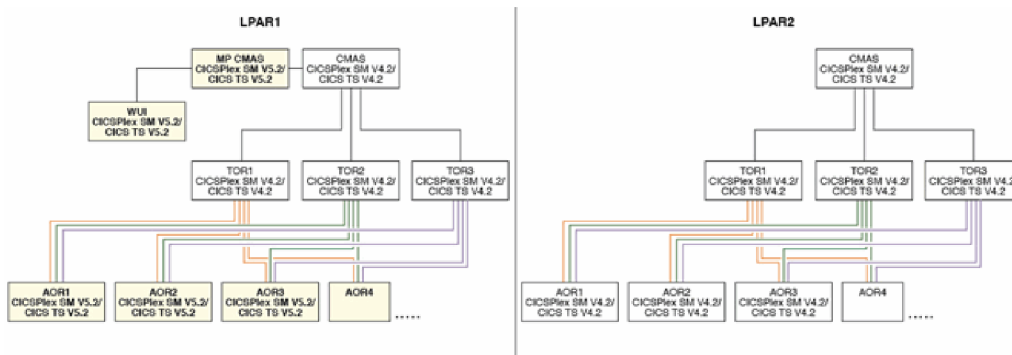 LPAR1
MP CMAS
CICSPlex SM V5.2/
CICS TS V5.2
CMAS
CICSPlex SM V4.2/
CICS TS V4.2
WUI
CICSPlex SM V5.2/
CICS TS V5.2
TOR1
CICSPlex SM V4.2/
CICS TS V4.2
TOR2
CICSPlex SM V4.2/
CICS TS V4.2
TOR3
CICSPlex SM V4.2/
CICS TS V4.2
AOR1
CICSPlex SM V5.2/
CICS TS V5.2
AOR2
CICSPlex SM V5.2/
CICS TS V5.2
AOR3
CICSPlex SM V5.2/
CICS TS V5.2
AOR4
.....
LPAR2
CMAS
CICSPlex SM V4.2/
CICS TS V4.2
TOR1
CICSPlex SM V4.2/
CICS TS V4.2
TOR2
CICSPlex SM V4.2/
CICS TS V4.2
TOR3
CICSPlex SM V4.2/
CICS TS V4.2
AOR1
CICSPlex SM V4.2/
CICS TS V4.2
AOR2
CICSPlex SM V4.2/
CICS TS V4.2
AOR3
CICSPlex SM V4.2/
CICS TS V4.2
AOR4
.....